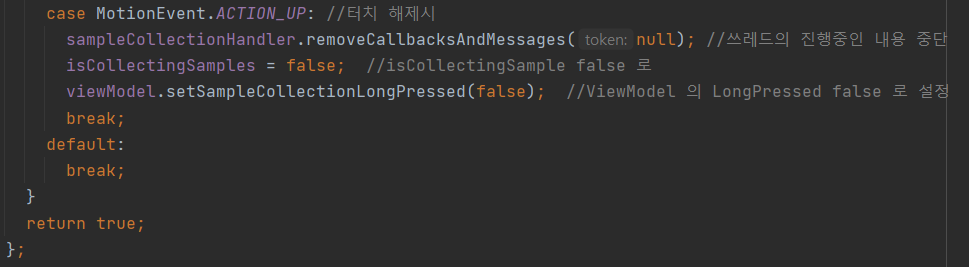 case MotionEvent.ACTION_UP: //터치 해제시
sampleCollectionHandler.removeCallbacksAndMessages( token: null); //쓰레드의 진행중인 내용 중단
isCollectingSamples = false;  //isCollectingSample false 로
viewModel.setSampleCollectionLongPressed(false);  //ViewModel 의 LongPressed false 로 설정
break;
default:
break;
}
return true;
};